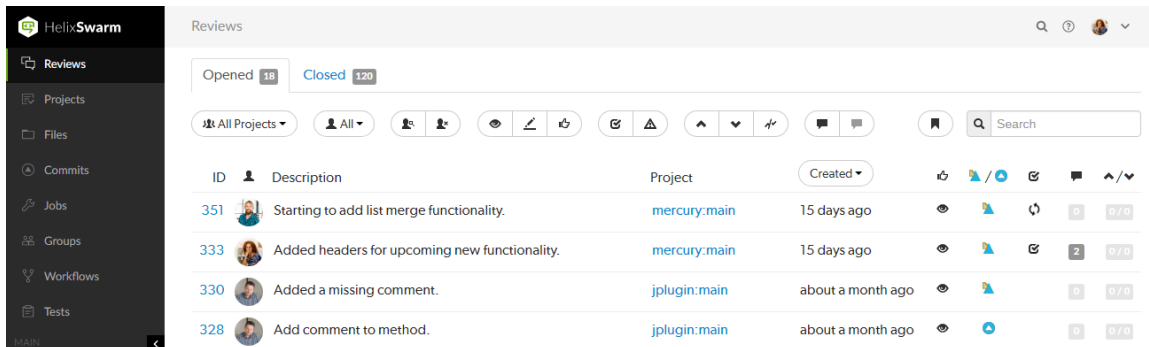 HelixSwarm
Reviews
Reviews
Projects
Files
Commits
Jobs
Groups
Workflows
Tests
MAIN
Opened 18
Closed 120
All Projects
All
Search
ID Description Project Created / /
351 Starting to add list merge functionality. mercury:main 15 days ago 0 0 / 0
333 Added headers for upcoming new functionality. mercury:main 15 days ago 2 0 / 0
330 Added a missing comment. jplugin:main about a month ago 0 0 / 0
328 Add comment to method. jplugin:main about a month ago 0 0 / 0